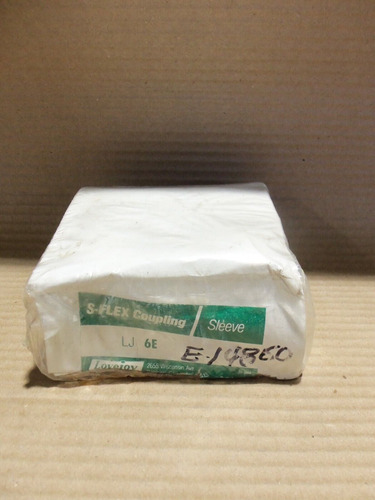 S-FLEX Coupling / Sleeve
LJ 6E
E-14860
Lovejoy